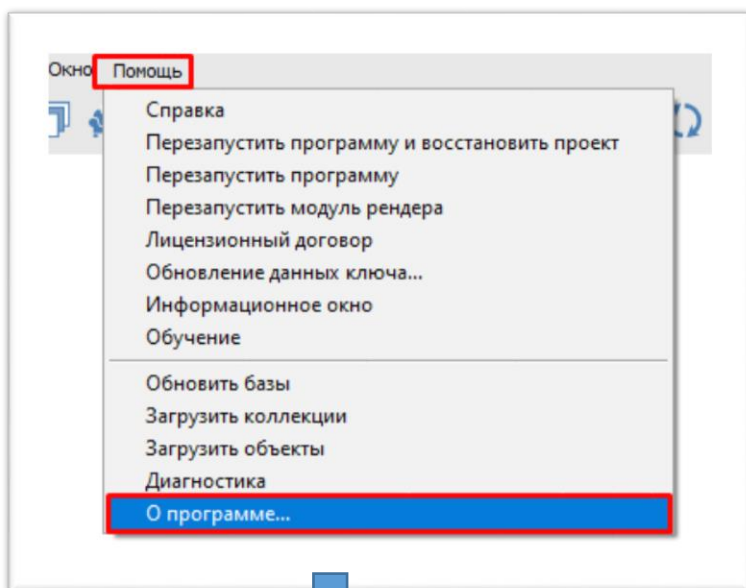 Окно Помощь
Справка
Перезапустить программу и восстановить проект
Перезапустить программу
Перезапустить модуль рендера
Лицензионный договор
Обновление данных ключа...
Информационное окно
Обучение
Обновить базы
Загрузить коллекции
Загрузить объекты
Диагностика
О программе...